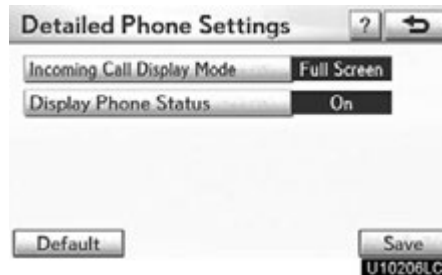 Detailed Phone Settings ?
Incoming Call Display Mode Full Screen
Display Phone Status On
Default Save
U10206LC